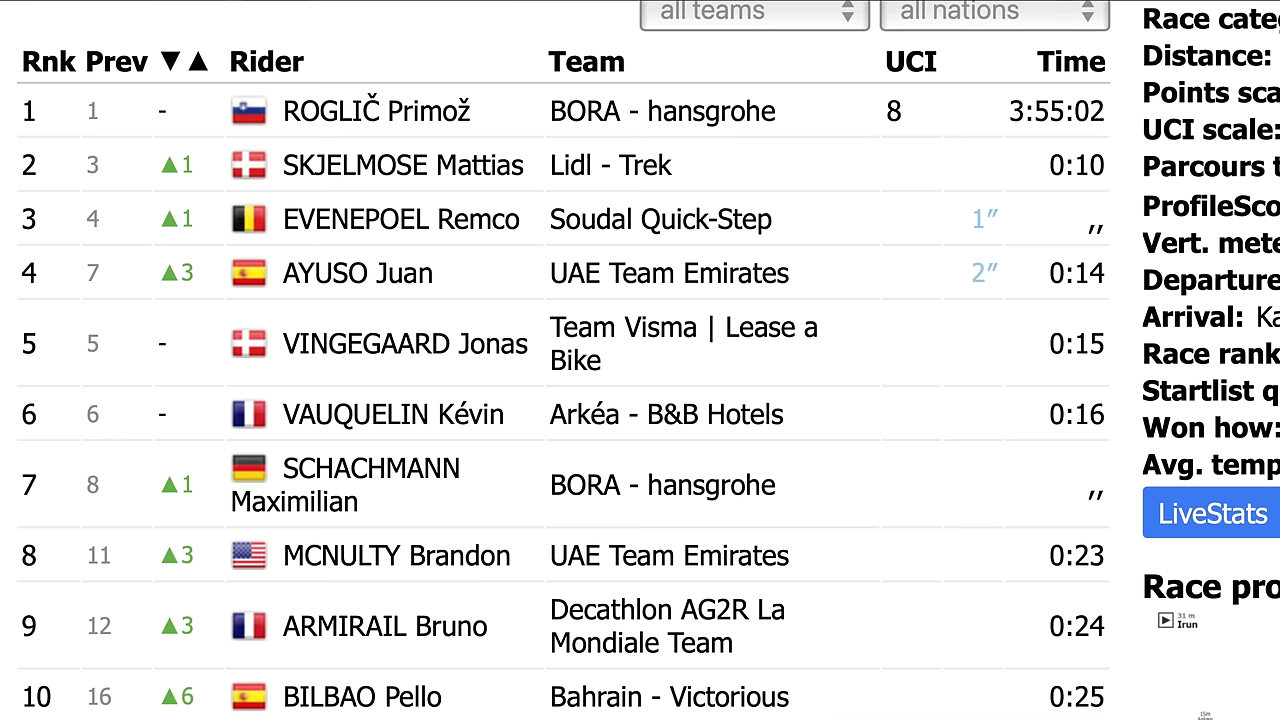 all teams all nations
Rnk Prev ▼▲ Rider Team UCI Time
1 1 - ROGLIČ Primož BORA - hansgrohe 8 3:55:02
2 3 ▲1 SKJELMOSE Mattias Lidl - Trek 0:10
3 4 ▲1 EVENEPOEL Remco Soudal Quick-Step 1″ ,,
4 7 ▲3 AYUSO Juan UAE Team Emirates 2″ 0:14
5 5 - VINGEGAARD Jonas Team Visma | Lease a
Bike 0:15
6 6 - VAUQUELIN Kévin Arkéa - B&B Hotels 0:16
7 8 ▲1 SCHACHMANN
Maximilian BORA - hansgrohe ,,
8 11 ▲3 MCNULTY Brandon UAE Team Emirates 0:23
9 12 ▲3 ARMIRAIL Bruno Decathlon AG2R La
Mondiale Team 0:24
10 16 ▲6 BILBAO Pello Bahrain - Victorious 0:25
Race categ
Distance:
Points sca
UCI scale:
Parcours t
ProfileSco
Vert. mete
Departure
Arrival: Ka
Race rank
Startlist q
Won how:
Avg. temp
LiveStats
Race pro
31 m
Irun
15m